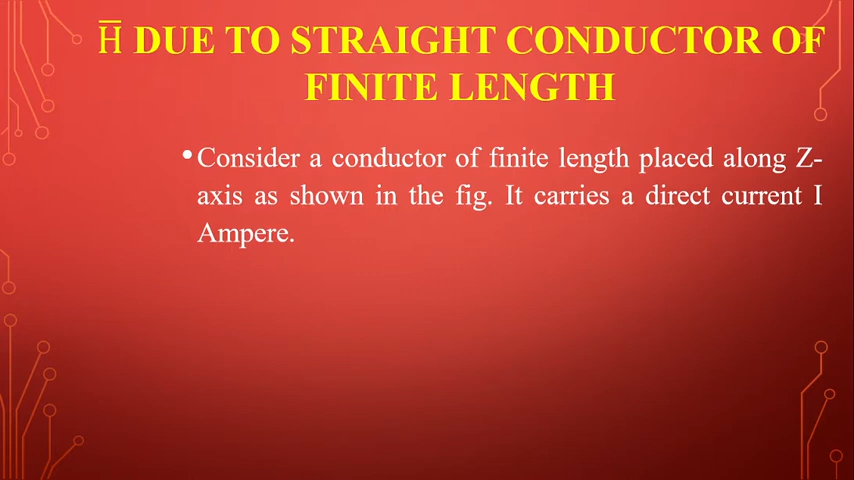 H̅ DUE TO STRAIGHT CONDUCTOR OF
FINITE LENGTH
•Consider a conductor of finite length placed along Z-
axis as shown in the fig. It carries a direct current I
Ampere.